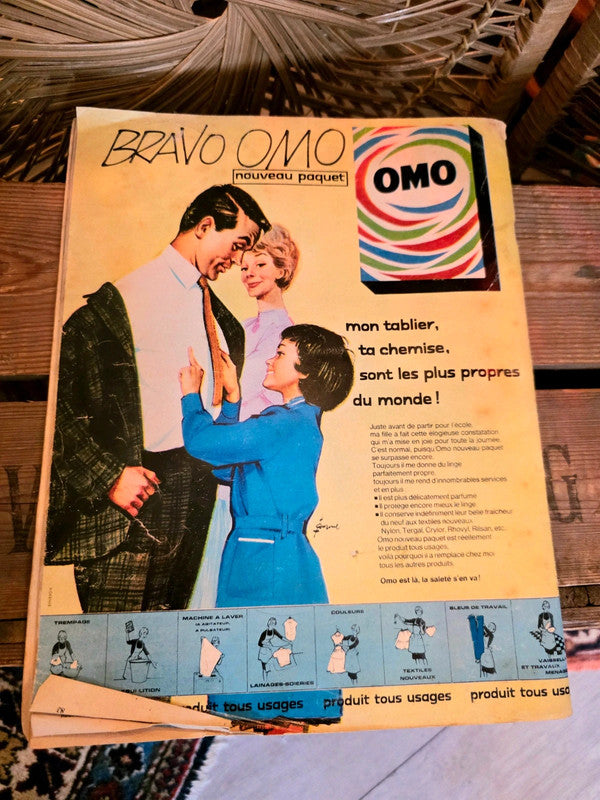 BRAVO OMO
nouveau paquet
OMO
mon tablier,
ta chemise,
sont les plus propres
du monde !
Juste avant de partir pour l'école,
ma fille a fait cette élogieuse constatation
qui m'a mise en joie pour toute la journée.
C'est normal, puisqu'Omo nouveau paquet
se surpasse encore.
Toujours il me donne du linge
parfaitement propre,
toujours il me rend d'innombrables services
et en plus :
■ Il est plus délicatement parfumé
■ Il protège encore mieux le linge
■ Il conserve indéfiniment leur belle fraîcheur
du neuf aux textiles nouveaux
Nylon, Tergal, Crylor, Rhovyl, Rilsan, etc.
Omo nouveau paquet est réellement
le produit tous usages,
voilà pourquoi il a remplacé chez moi
tous les autres produits.
Omo est là, la saleté s'en va !
TREMPAGE
MACHINE A LAVER
(A AGITATEUR,
A PULSATEUR)
LAINAGES-SOIERIES
COULEURS
TEXTILES
NOUVEAUX
BLEUS DE TRAVAIL
ET TRAVAUX
produit tous usages
produit tous usages